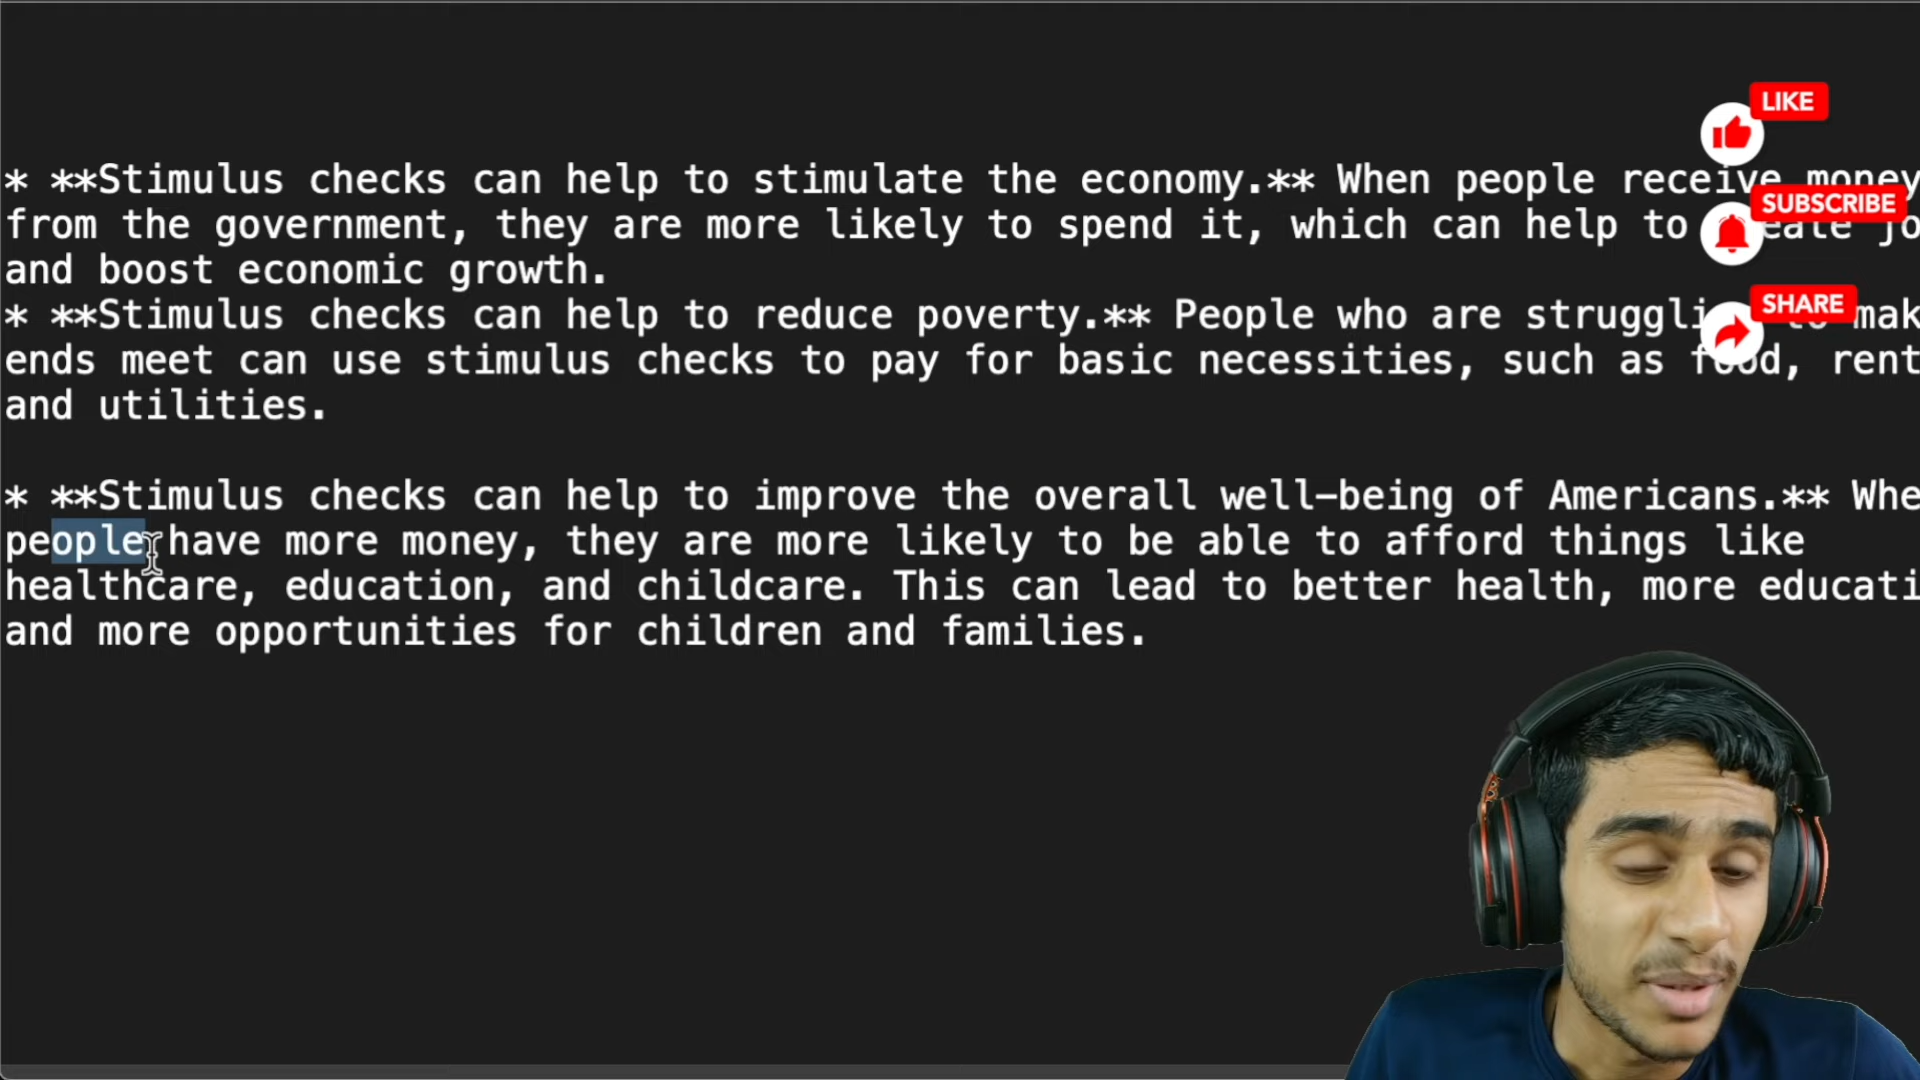 * **Stimulus checks can help to stimulate the economy.** When people receive money
from the government, they are more likely to spend it, which can help to
and boost economic growth.
* **Stimulus checks can help to reduce poverty.** People who are
ends meet can use stimulus checks to pay for basic necessities, such as food, rent
and utilities.
* **Stimulus checks can help to improve the overall well-being of Americans.** Whe
people have more money, they are more likely to be able to afford things like
healthcare, education, and childcare. This can lead to better health, more educati
and more opportunities for children and families.
LIKE
SUBSCRIBE
SHARE